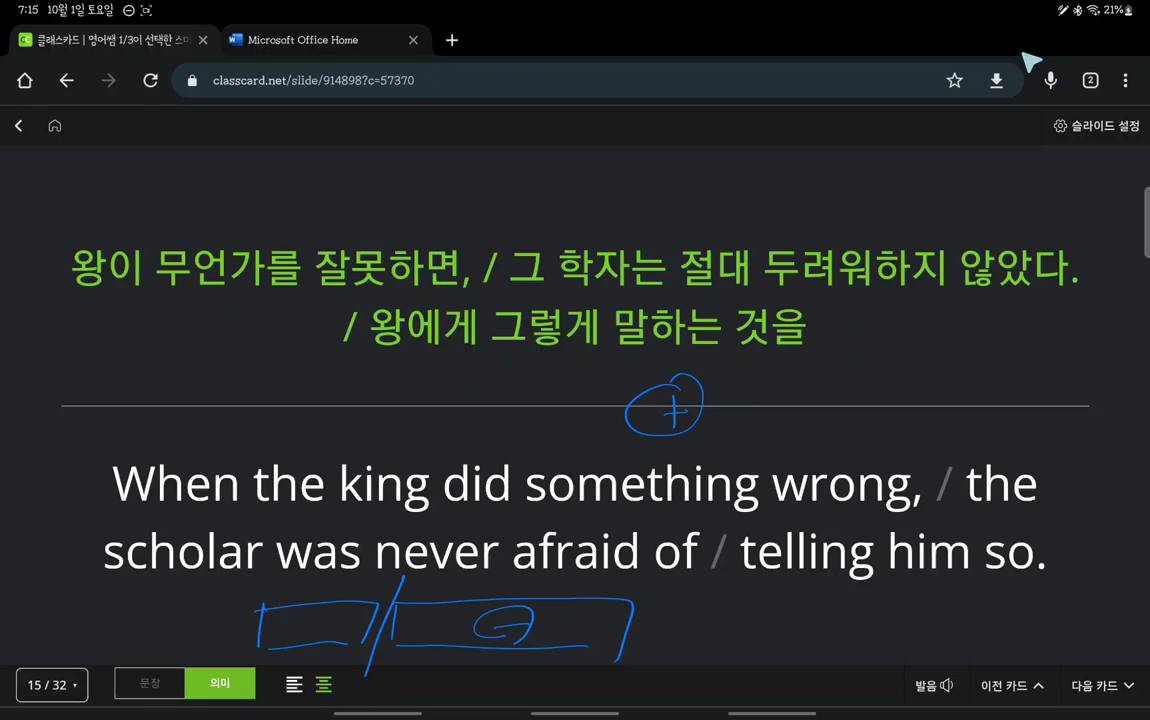 7:15 10월 1일 토요일
21%
클래스카드 | 영어쌤 1/3이 선택한 스마
Microsoft Office Home
classcard.net/slide/914898?c=57370
2
슬라이드 설정
왕이 무언가를 잘못하면, / 그 학자는 절대 두려워하지 않았다.
/ 왕에게 그렇게 말하는 것을
+
When the king did something wrong, / the
scholar was never afraid of / telling him so.
15 / 32
문장
의미
발음
이전 카드
다음 카드